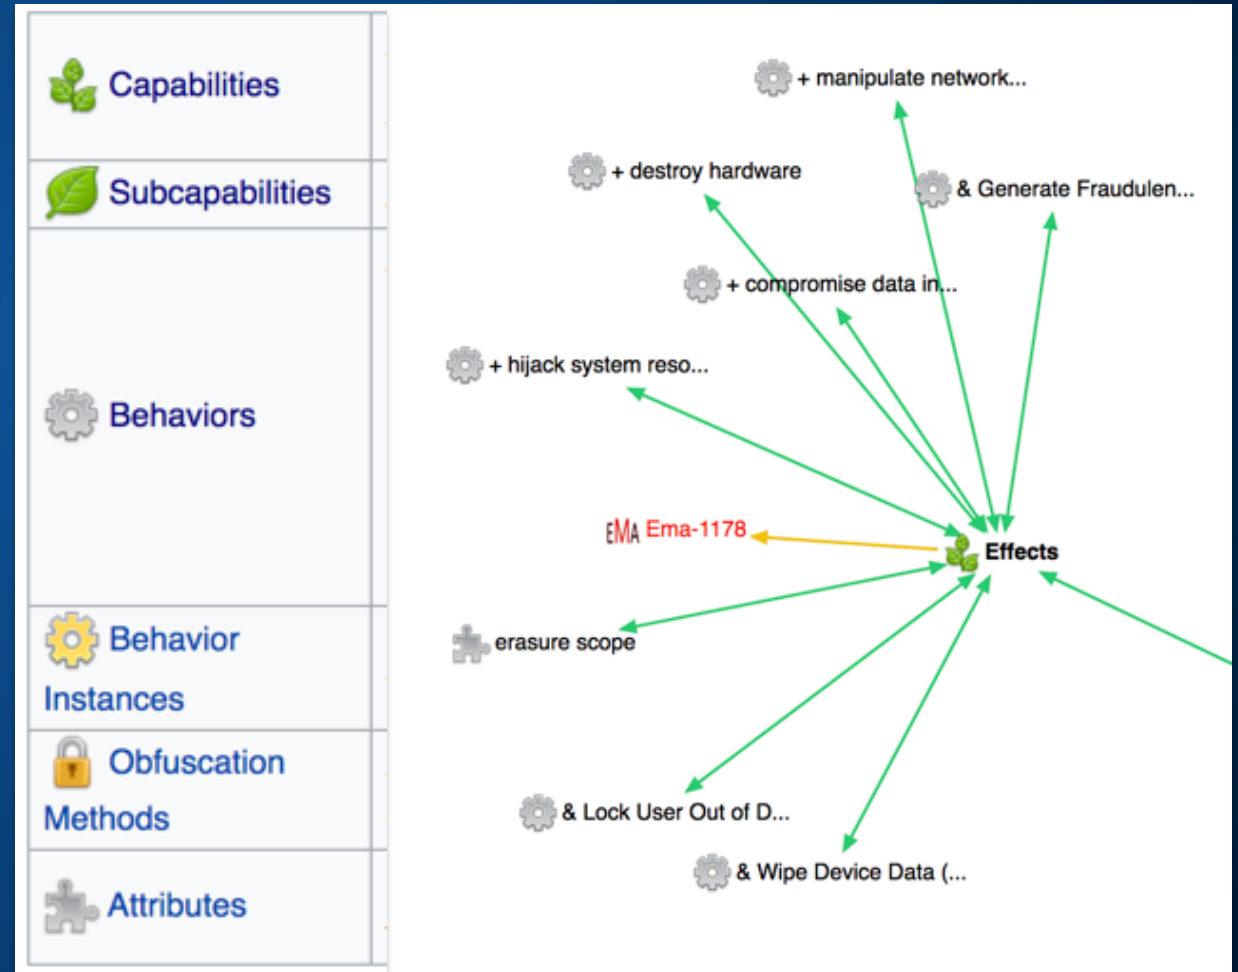 Capabilities
Subcapabilities
Behaviors
Behavior
Instances
Obfuscation
Methods
Attributes
+ manipulate network...
+ destroy hardware
& Generate Fraudulen...
+ compromise data in...
+ hijack system reso...
EMA Ema-1178
Effects
erasure scope
& Lock User Out of D...
& Wipe Device Data (...